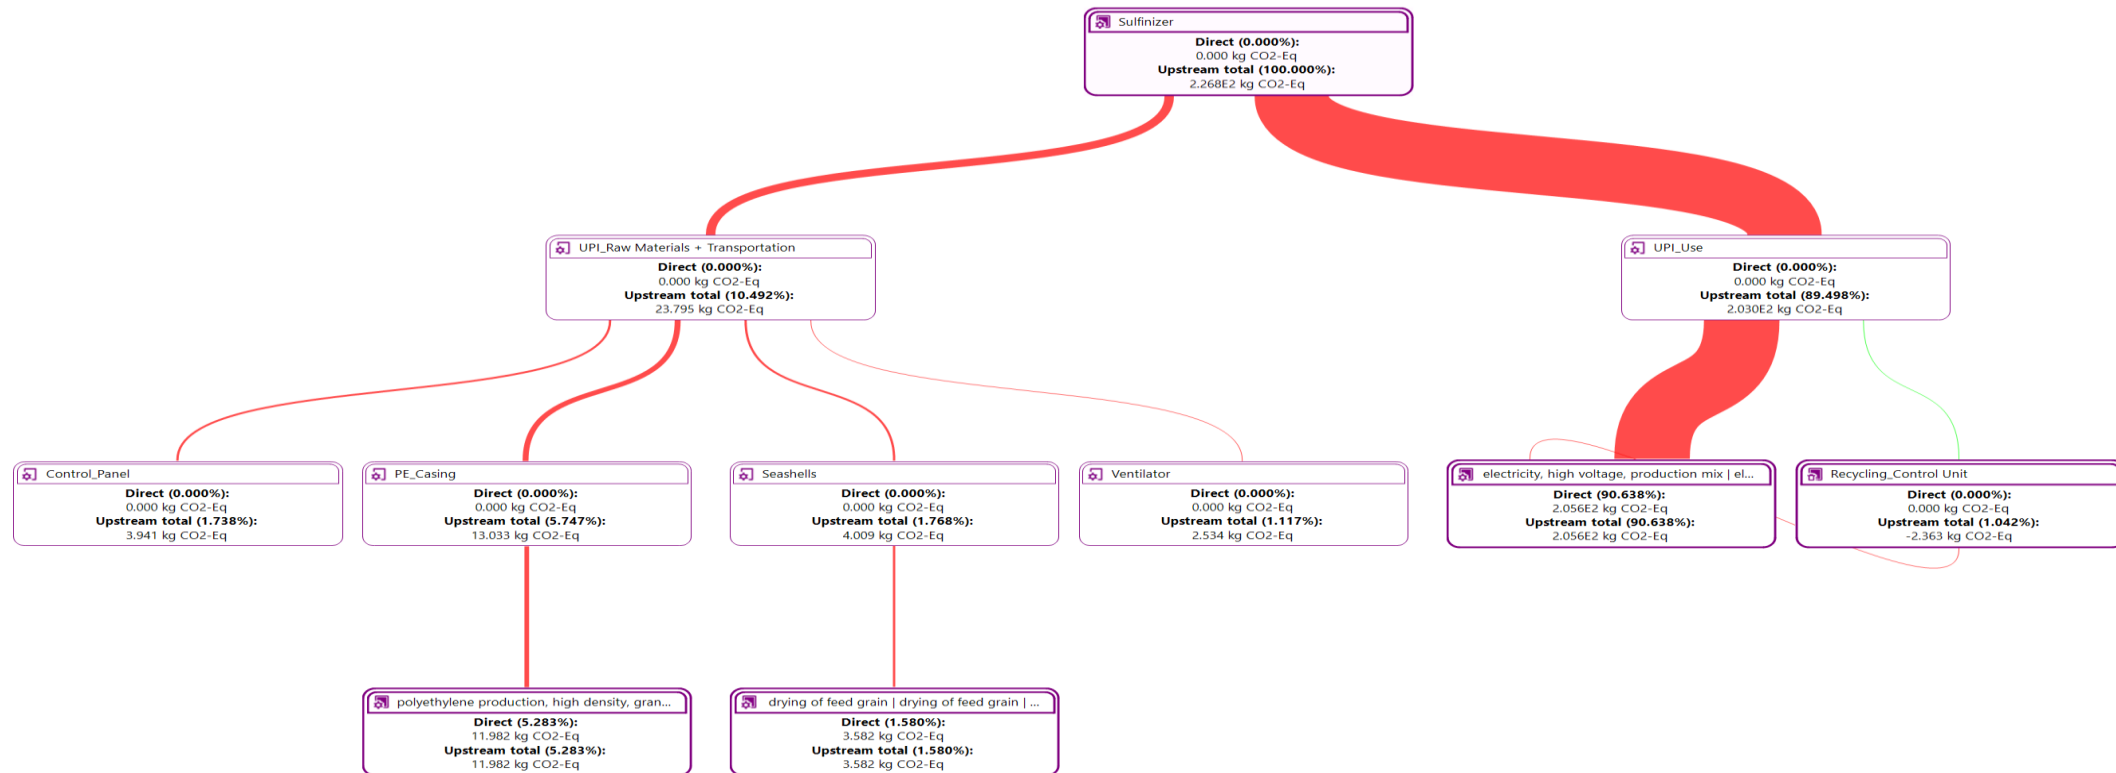 Sulfinizer
Direct (0.000%):
0.000 kg CO2-Eq
Upstream total (100.000%):
2.268E2 kg CO2-Eq
UPI_Raw Materials + Transportation
Direct (0.000%):
0.000 kg CO2-Eq
Upstream total (10.492%):
23.795 kg CO2-Eq
UPI_Use
Direct (0.000%):
0.000 kg CO2-Eq
Upstream total (89.498%):
2.030E2 kg CO2-Eq
Control_Panel
Direct (0.000%):
0.000 kg CO2-Eq
Upstream total (1.738%):
3.941 kg CO2-Eq
PE_Casing
Direct (0.000%):
0.000 kg CO2-Eq
Upstream total (5.747%):
13.033 kg CO2-Eq
Seashells
Direct (0.000%):
0.000 kg CO2-Eq
Upstream total (1.768%):
4.009 kg CO2-Eq
Ventilator
Direct (0.000%):
0.000 kg CO2-Eq
Upstream total (1.117%):
2.534 kg CO2-Eq
electricity, high voltage, production mix | el...
Direct (90.638%):
2.056E2 kg CO2-Eq
Upstream total (90.638%):
2.056E2 kg CO2-Eq
Recycling_Control Unit
Direct (0.000%):
0.000 kg CO2-Eq
Upstream total (1.042%):
-2.363 kg CO2-Eq
polyethylene production, high density, gran...
Direct (5.283%):
11.982 kg CO2-Eq
Upstream total (5.283%):
11.982 kg CO2-Eq
drying of feed grain | drying of feed grain | ...
Direct (1.580%):
3.582 kg CO2-Eq
Upstream total (1.580%):
3.582 kg CO2-Eq